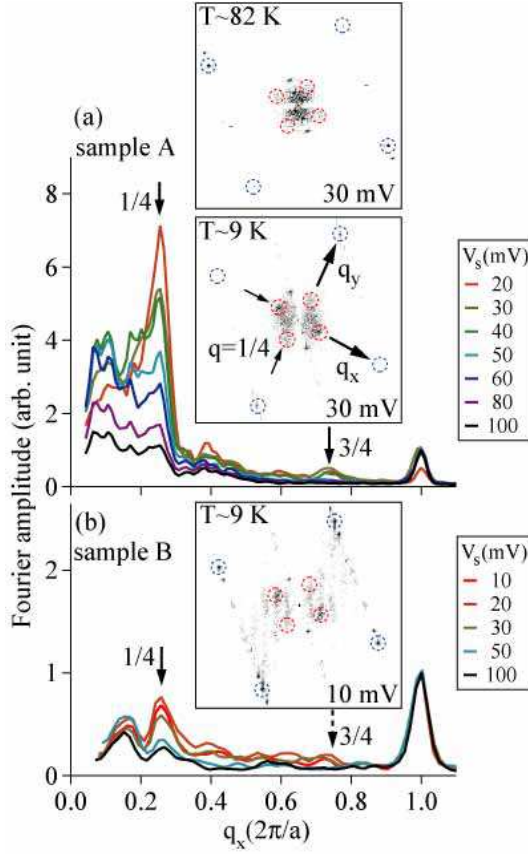 T~82 K
30 mV
(a)
sample A
1/4
T~9 K
q_y
q_x
q=1/4
30 mV
3/4
V_s(mV)
20
30
40
50
60
80
100
8
6
4
2
0
Fourier amplitude (arb. unit)
(b)
sample B
T~9 K
10 mV
1/4
3/4
V_s(mV)
10
20
30
50
100
2
1
0
0.0 0.2 0.4 0.6 0.8 1.0
q_x(2π/a)